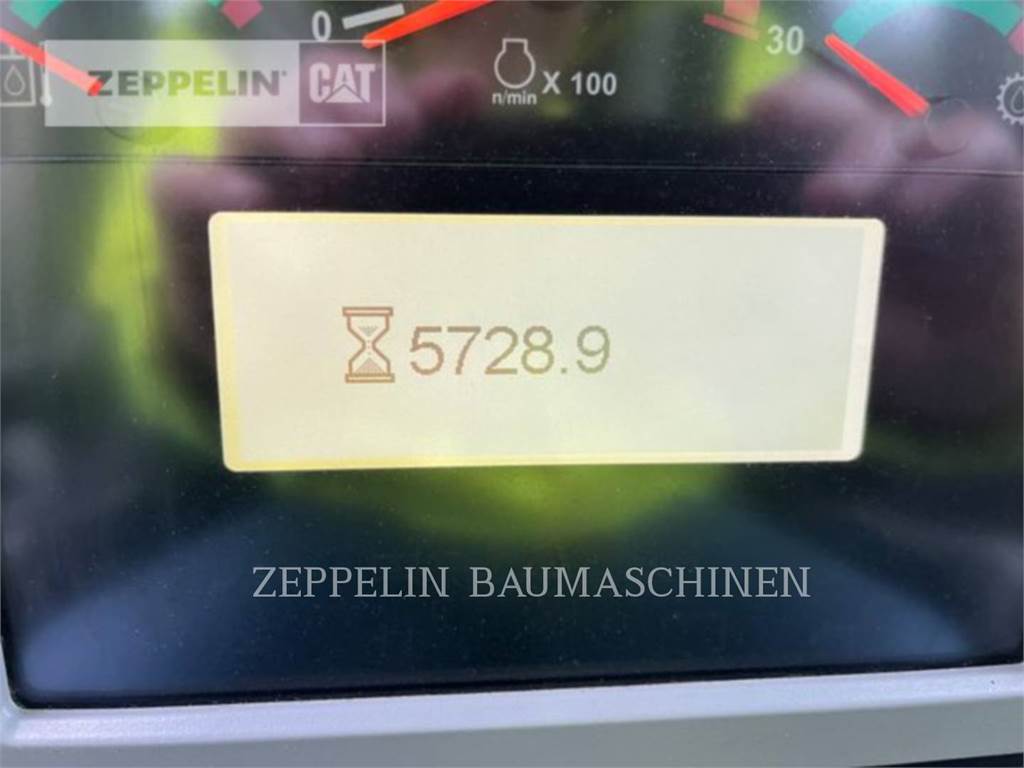 0
30
ZEPPELIN® CAT
n/min X 100
5728.9
ZEPPELIN BAUMASCHINEN